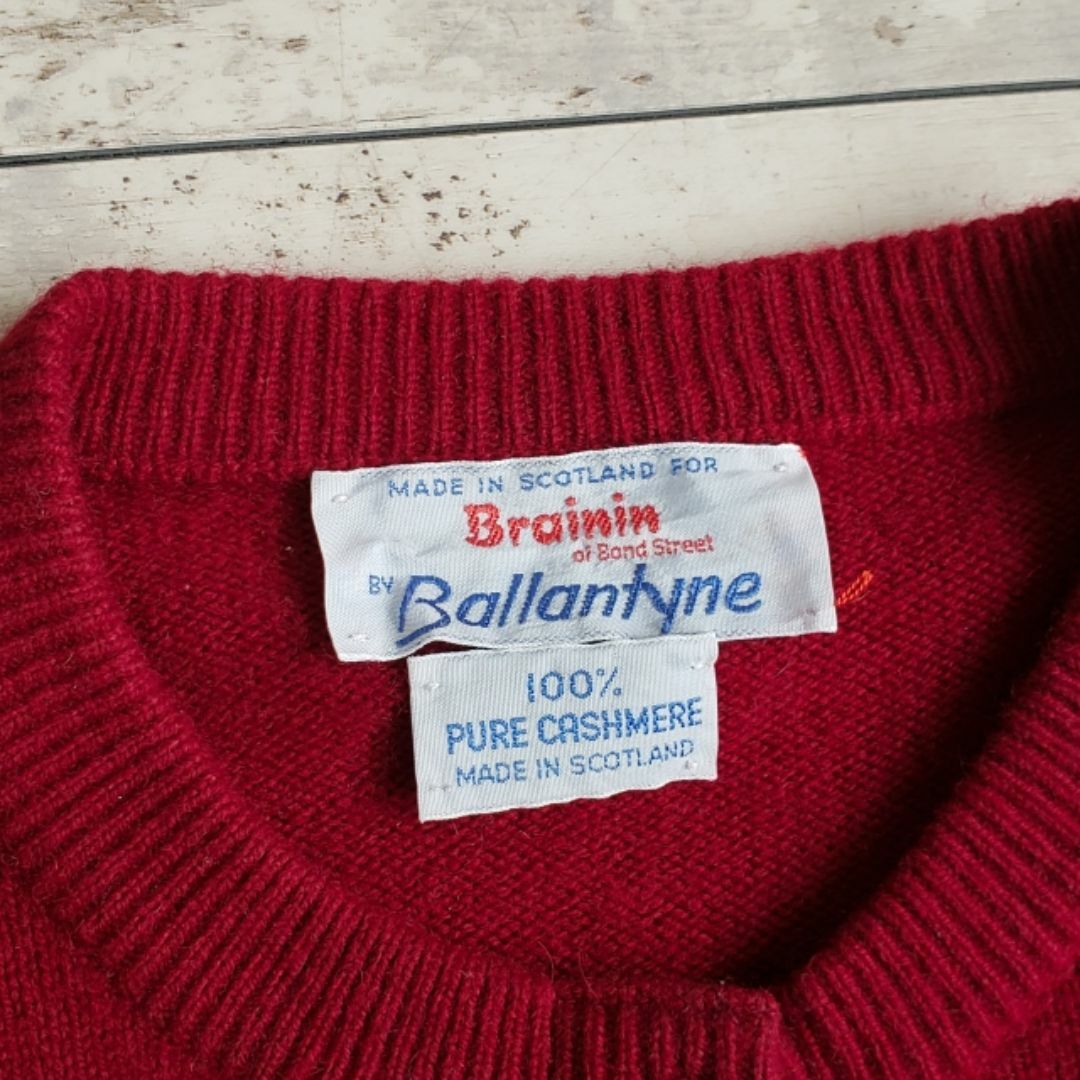 MADE IN SCOTLAND FOR
Brainin
of Bond Street
BY Ballantyne
100%
PURE CASHMERE
MADE IN SCOTLAND